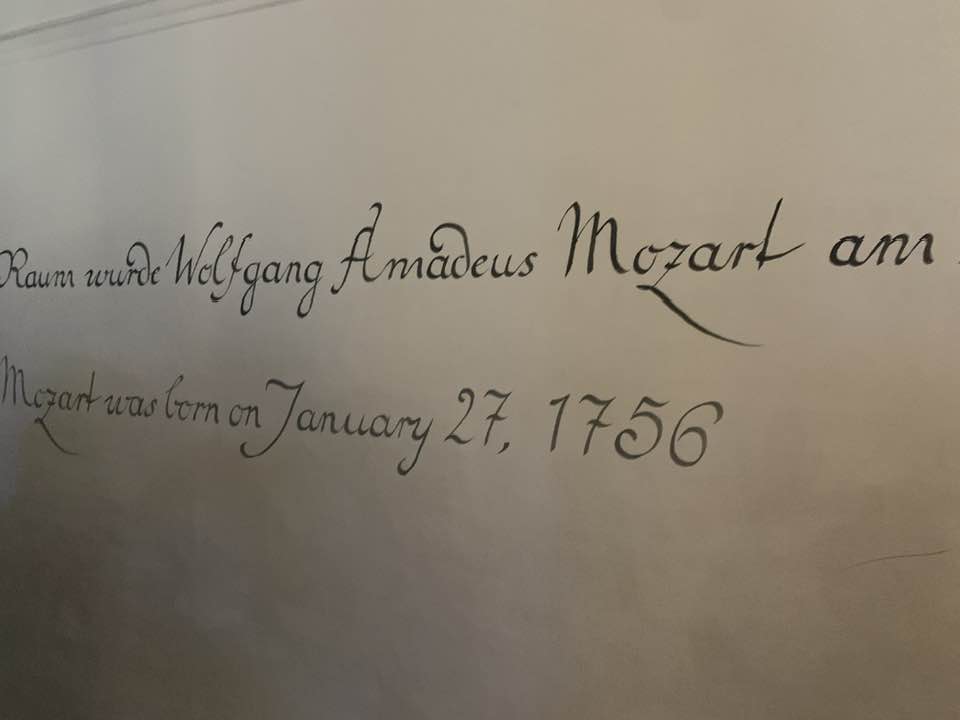 Raum wurde Wolfgang Amadeus Mozart am
Mozart was born on January 27, 1756